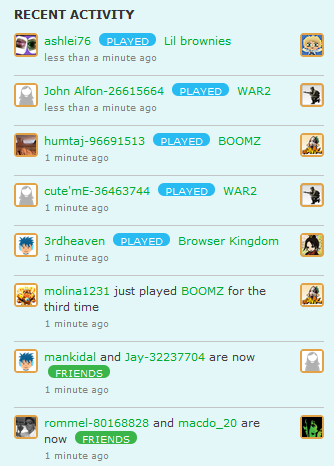 RECENT ACTIVITY
ashlei76 PLAYED Lil brownies
less than a minute ago
John Alfon-26615664 PLAYED WAR2
less than a minute ago
humtaj-96691513 PLAYED BOOMZ
1 minute ago
cute'mE-36463744 PLAYED WAR2
1 minute ago
3rdheaven PLAYED Browser Kingdom
1 minute ago
molina1231 just played BOOMZ for the
third time
1 minute ago
mankidal and Jay-32237704 are now
FRIENDS
1 minute ago
rommel-80168828 and macdo_20 are
now FRIENDS
1 minute ago